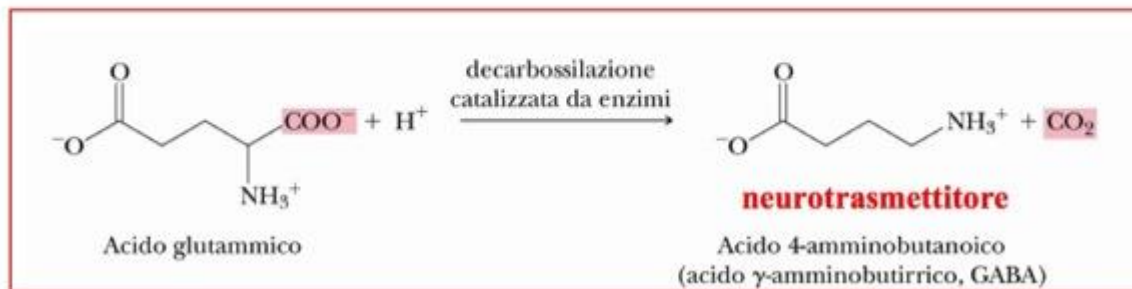 decarbossilazione
catalizzata da enzimi
O
⁻O
COO⁻ + H⁺
NH₃⁺
Acido glutammico
O
⁻O
NH₃⁺ + CO₂
neurotrasmettitore
Acido 4-amminobutanoico
(acido γ-amminobutirrico, GABA)